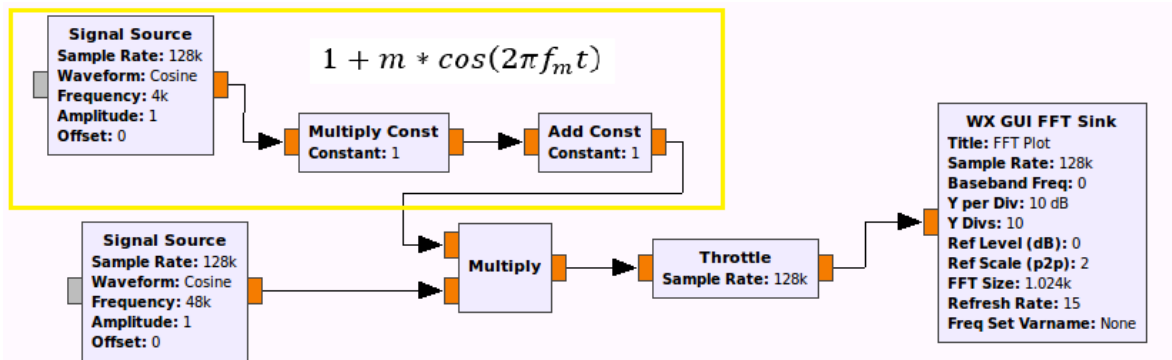 Signal Source
Sample Rate: 128k
Waveform: Cosine
Frequency: 4k
Amplitude: 1
Offset: 0
1 + m * cos(2πfₘt)
Multiply Const
Constant: 1
Add Const
Constant: 1
Signal Source
Sample Rate: 128k
Waveform: Cosine
Frequency: 48k
Amplitude: 1
Offset: 0
Multiply
Throttle
Sample Rate: 128k
WX GUI FFT Sink
Title: FFT Plot
Sample Rate: 128k
Baseband Freq: 0
Y per Div: 10 dB
Y Divs: 10
Ref Level (dB): 0
Ref Scale (p2p): 2
FFT Size: 1.024k
Refresh Rate: 15
Freq Set Varname: None